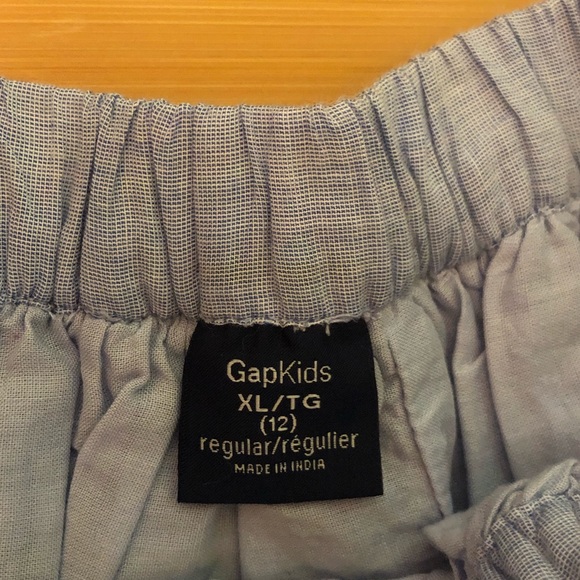 GapKids
XL/TG
(12)
regular/régulier
MADE IN INDIA